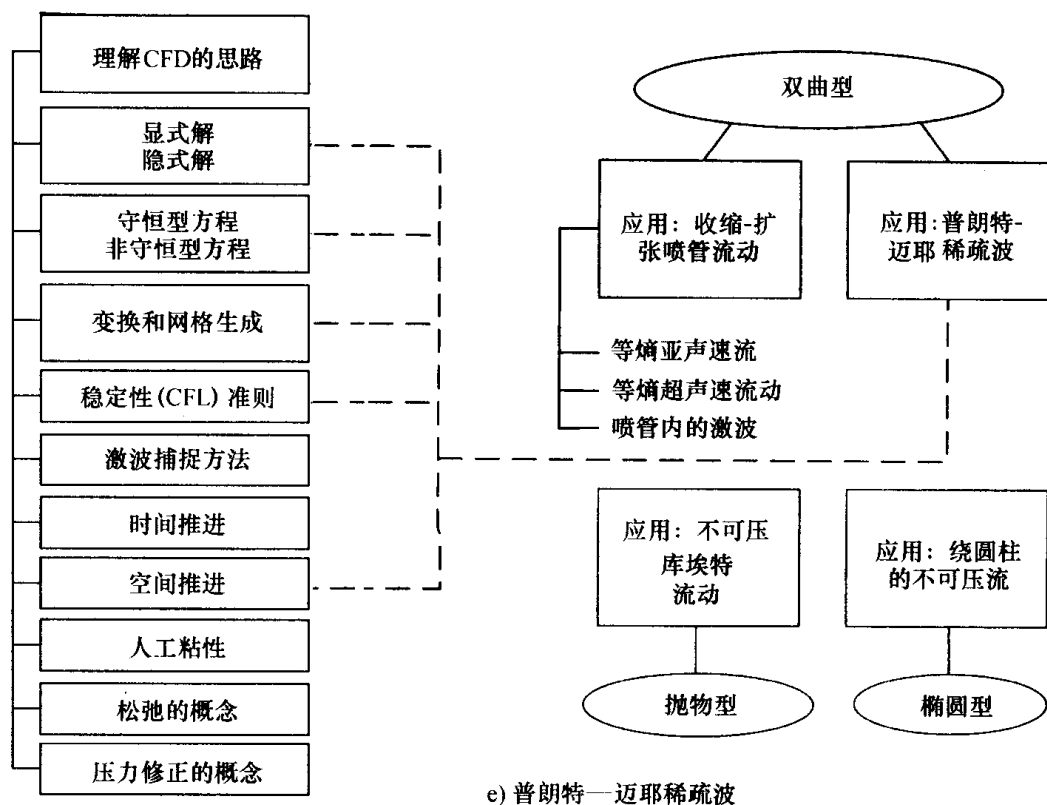 理解CFD的思路
显式解
隐式解
守恒型方程
非守恒型方程
变换和网格生成
稳定性(CFL)准则
激波捕捉方法
时间推进
空间推进
人工粘性
松弛的概念
压力修正的概念
双曲型
应用：收缩-扩
张喷管流动
应用:普朗特-
迈耶 稀疏波
等熵亚声速流
等熵超声速流动
喷管内的激波
应用：不可压
库埃特
流动
应用：绕圆柱
的不可压流
抛物型
椭圆型
e) 普朗特—迈耶稀疏波